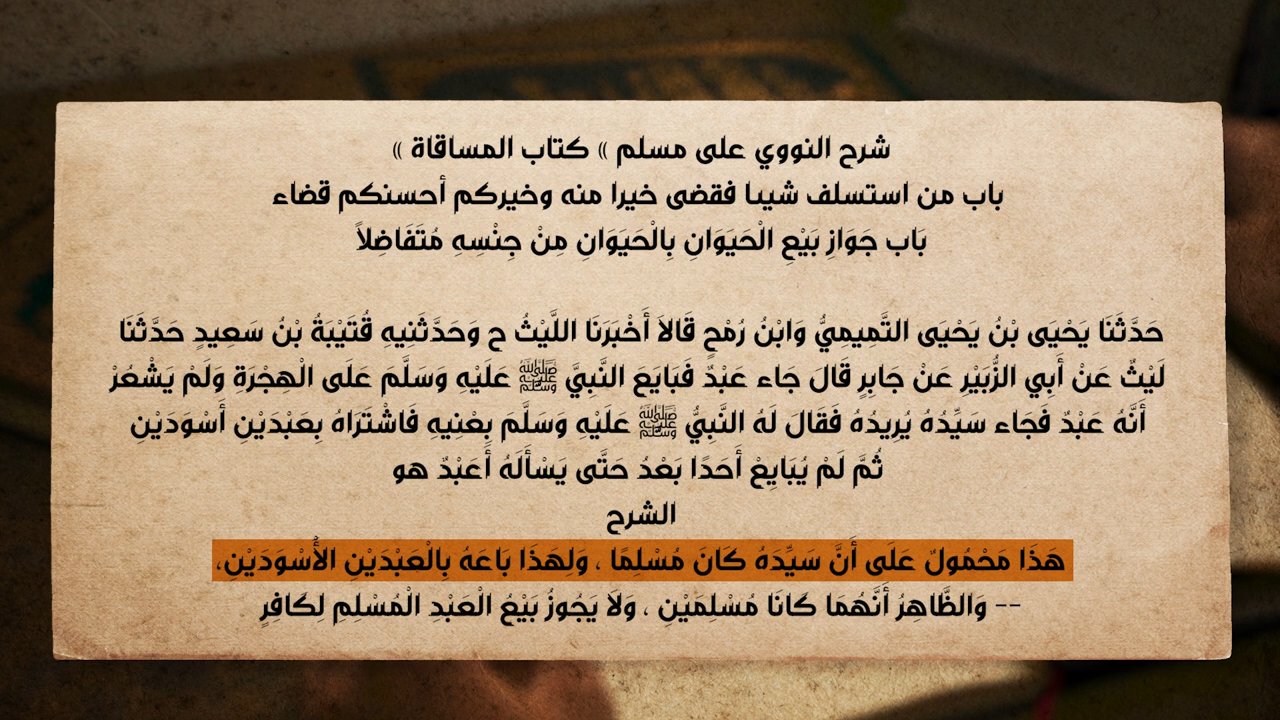 شرح النووي على مسلم » كتاب المساقاة »
باب من استسلف شيىا فقضى خيرا منه وخيركم أحسنكم قضاء
بَاب جَوَازِ بَيْعِ الْحَيَوَانِ بِالْحَيَوَانِ مِنْ جِنْسِهِ مُتَفَاضِلاً
حَدَّثَنَا يَحْيَى بْنُ يَحْيَى التَّمِيمِيُّ وَابْنُ رُمْحٍ قَالاَ أَخْبَرَنَا اللَّيْثُ ح وَحَدَّثَنِيهِ قُتَيْبَةُ بْنُ سَعِيدٍ حَدَّثَنَا
لَيْثٌ عَنْ أَبِي الزُّبَيْرِ عَنْ جَابِرٍ قَالَ جَاء عَبْدٌ فَبَايَعَ النَّبِيَّ ﷺ عَلَيْهِ وَسَلَّمَ عَلَى الْهِجْرَةِ وَلَمْ يَشْعُرْ
أَنَّهُ عَبْدٌ فَجَاء سَيِّدُهُ يُرِيدُهُ فَقَالَ لَهُ النَّبِيُّ ﷺ عَلَيْهِ وَسَلَّمَ بِعْنِيهِ فَاشْتَرَاهُ بِعَبْدَيْنِ أَسْوَدَيْنِ
ثُمَّ لَمْ يُبَايِعْ أَحَدًا بَعْدُ حَتَّى يَسْأَلَهُ أَعَبْدٌ هو
الشرح
هَذَا مَحْمُولٌ عَلَى أَنَّ سَيِّدَهُ كَانَ مُسْلِمًا ، وَلِهَذَا بَاعَهُ بِالْعَبْدَيْنِ الأَسْوَدَيْنِ،
-- وَالظَّاهِرُ أَنَّهُمَا كَانَا مُسْلِمَيْنِ ، وَلاَ يَجُوزُ بَيْعُ الْعَبْدِ الْمُسْلِمِ لِكَافِرٍ